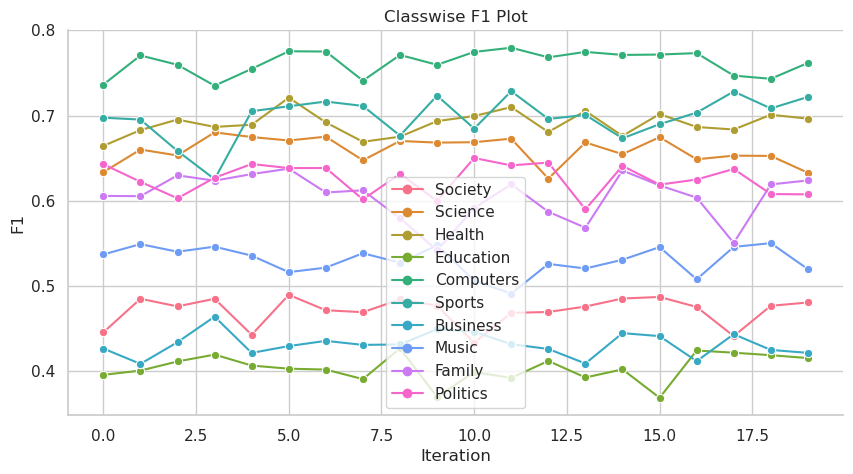 Classwise F1 Plot
0.8
0.7
0.6
0.5
0.4
F1
Society
Science
Health
Education
Computers
Sports
Business
Music
Family
Politics
0.0 2.5 5.0 7.5 10.0 12.5 15.0 17.5
Iteration